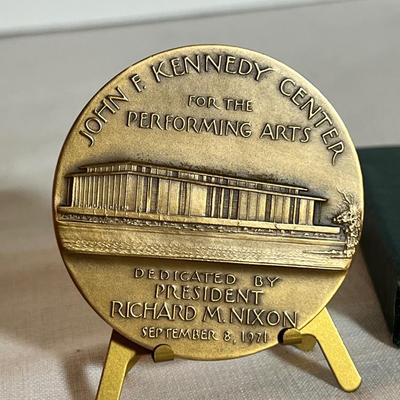 JOHN F. KENNEDY CENTER
FOR THE
PERFORMING ARTS
DEDICATED BY
PRESIDENT
RICHARD M. NIXON
SEPTEMBER 8, 1971